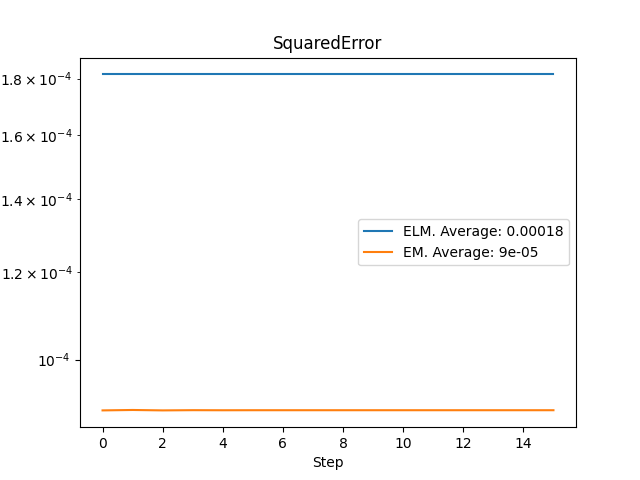 SquaredError
1.8 × 10⁻⁴
1.6 × 10⁻⁴
1.4 × 10⁻⁴
1.2 × 10⁻⁴
10⁻⁴
ELM. Average: 0.00018
EM. Average: 9e-05
0 2 4 6 8 10 12 14
Step